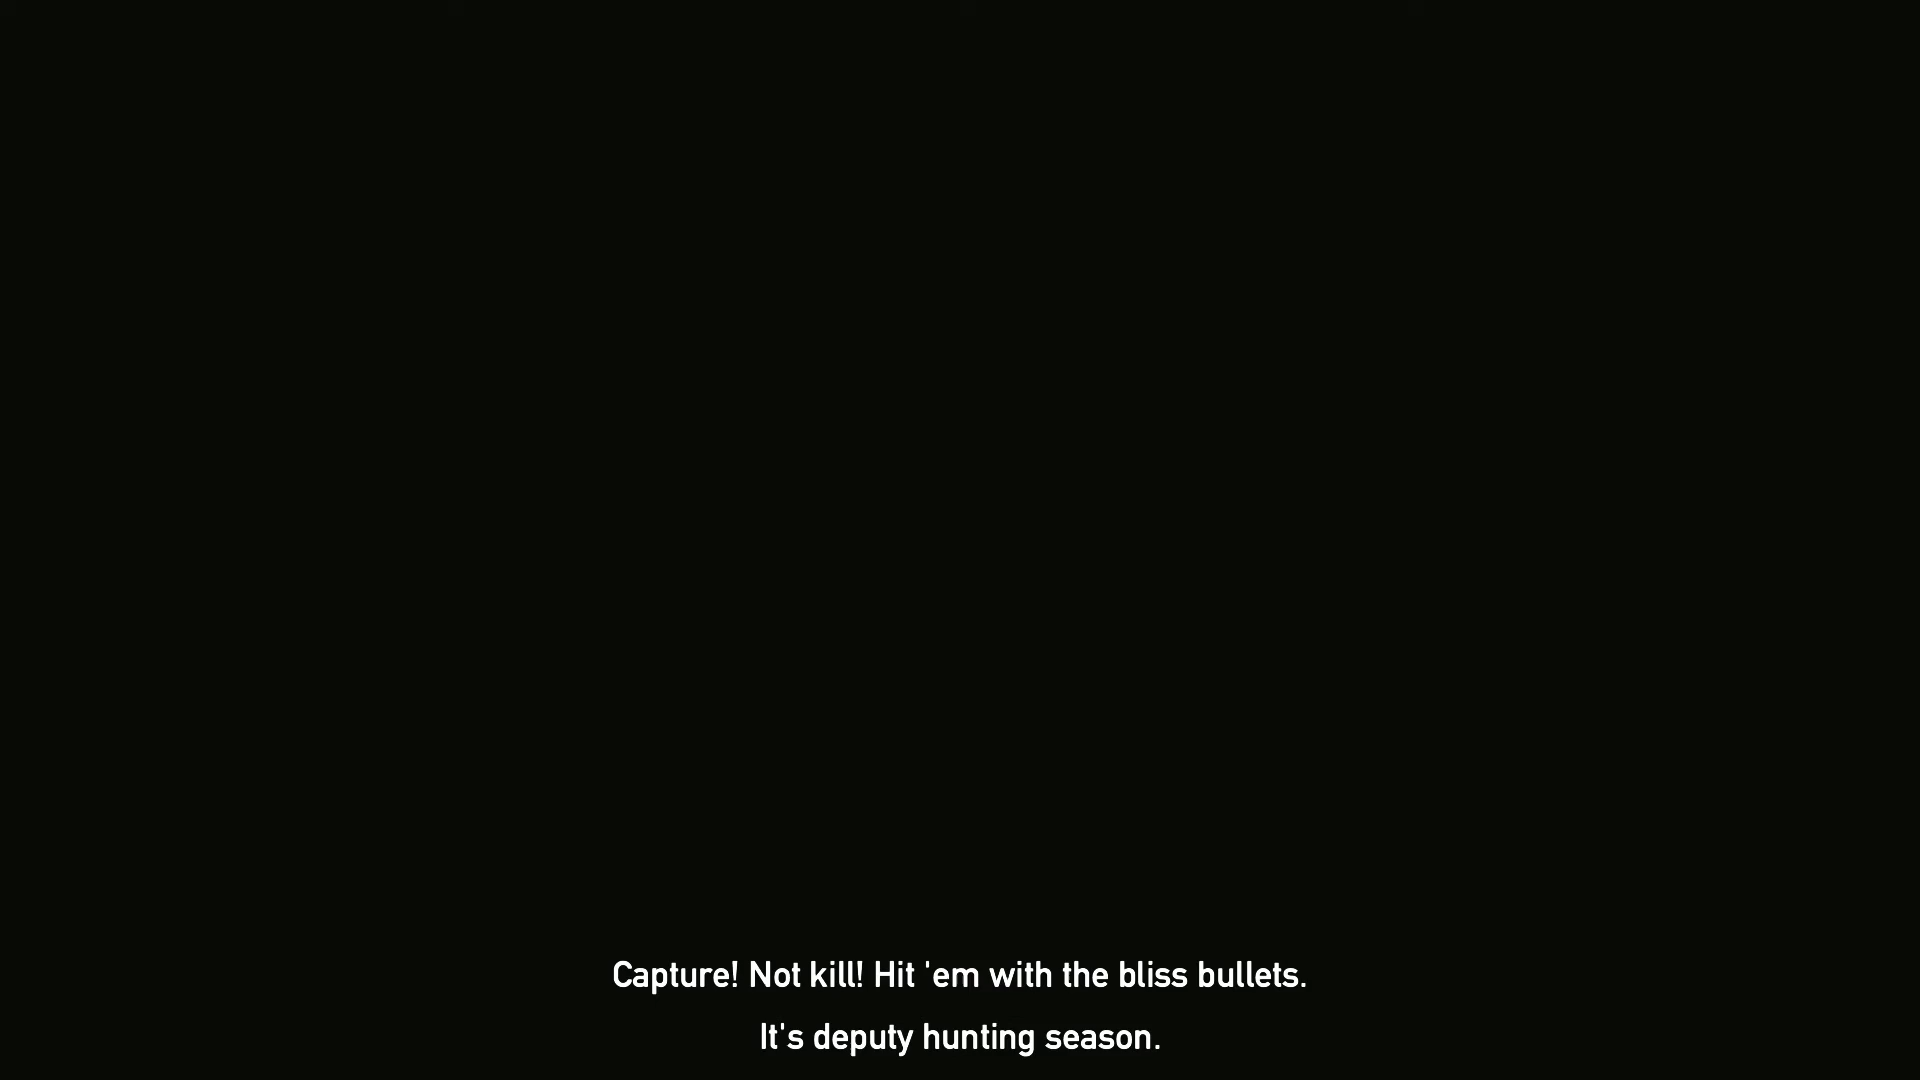 Capture! Not kill! Hit 'em with the bliss bullets.
It's deputy hunting season.